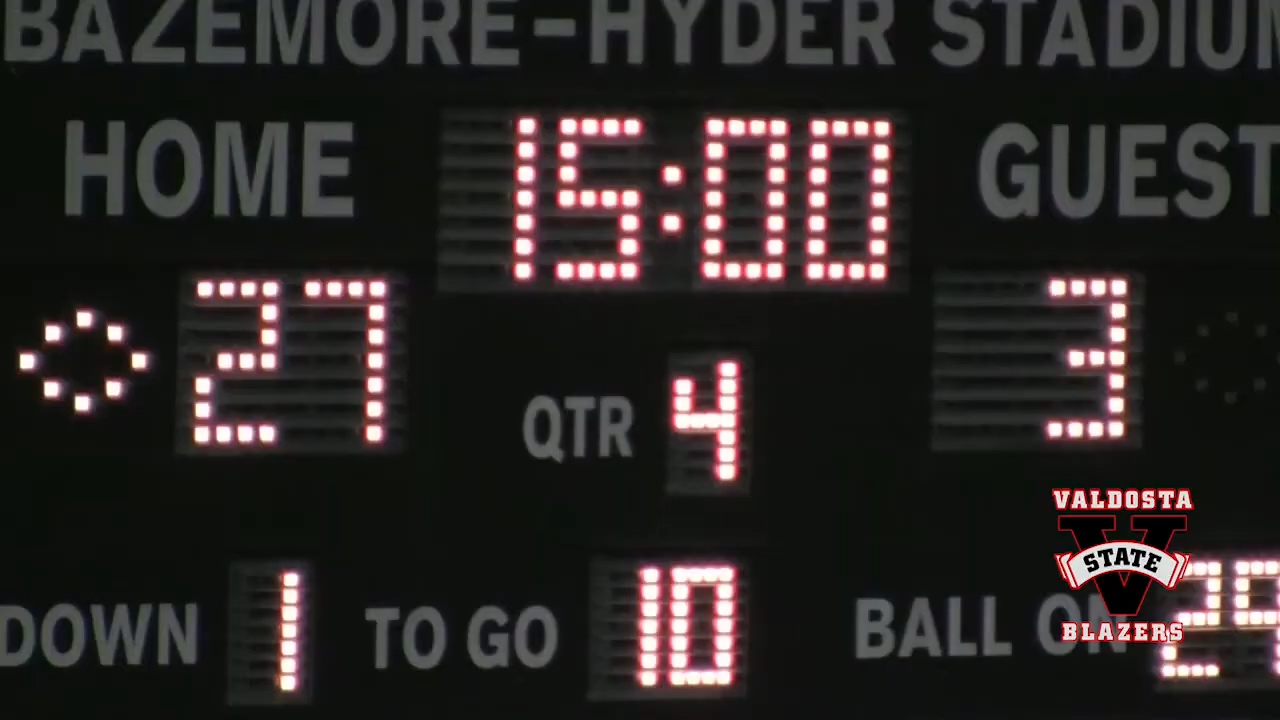 BAZEMORE-HYDER STADIUM
HOME 15:00 GUEST
27 3
QTR 4
DOWN 1 TO GO 10 BALL ON 29
VALDOSTA
STATE
BLAZERS